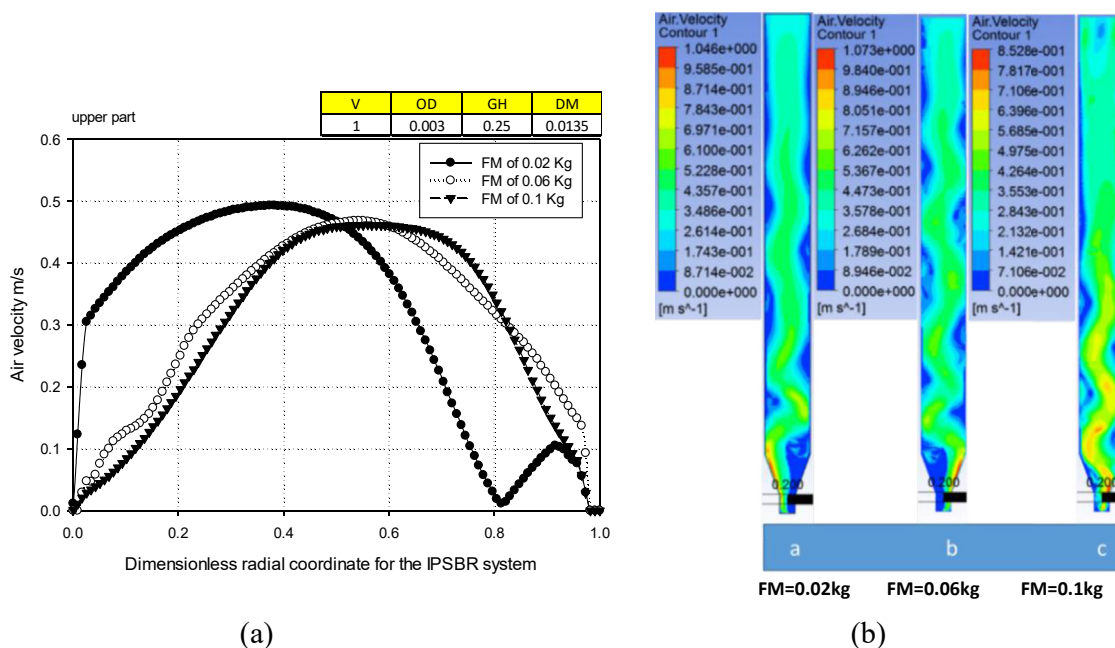 upper part
V OD GH DM
1 0.003 0.25 0.0135
FM of 0.02 Kg
FM of 0.06 Kg
FM of 0.1 Kg
Air velocity m/s
0.6
0.5
0.4
0.3
0.2
0.1
0.0
0.0 0.2 0.4 0.6 0.8 1.0
Dimensionless radial coordinate for the IPSBR system
(a)
Air.Velocity
Contour 1
1.046e+000
9.585e-001
8.714e-001
7.843e-001
6.971e-001
6.100e-001
5.228e-001
4.357e-001
3.486e-001
2.614e-001
1.743e-001
8.714e-002
0.000e+000
[m s^-1]
0.200
Air.Velocity
Contour 1
1.073e+000
9.840e-001
8.946e-001
8.051e-001
7.157e-001
6.262e-001
5.367e-001
4.473e-001
3.578e-001
2.684e-001
1.789e-001
8.946e-002
0.000e+000
[m s^-1]
0.200
Air.Velocity
Contour 1
8.528e-001
7.817e-001
7.106e-001
6.396e-001
5.685e-001
4.975e-001
4.264e-001
3.553e-001
2.843e-001
2.132e-001
1.421e-001
7.106e-002
0.000e+000
[m s^-1]
0.200
a b c
FM=0.02kg FM=0.06kg FM=0.1kg
(b)